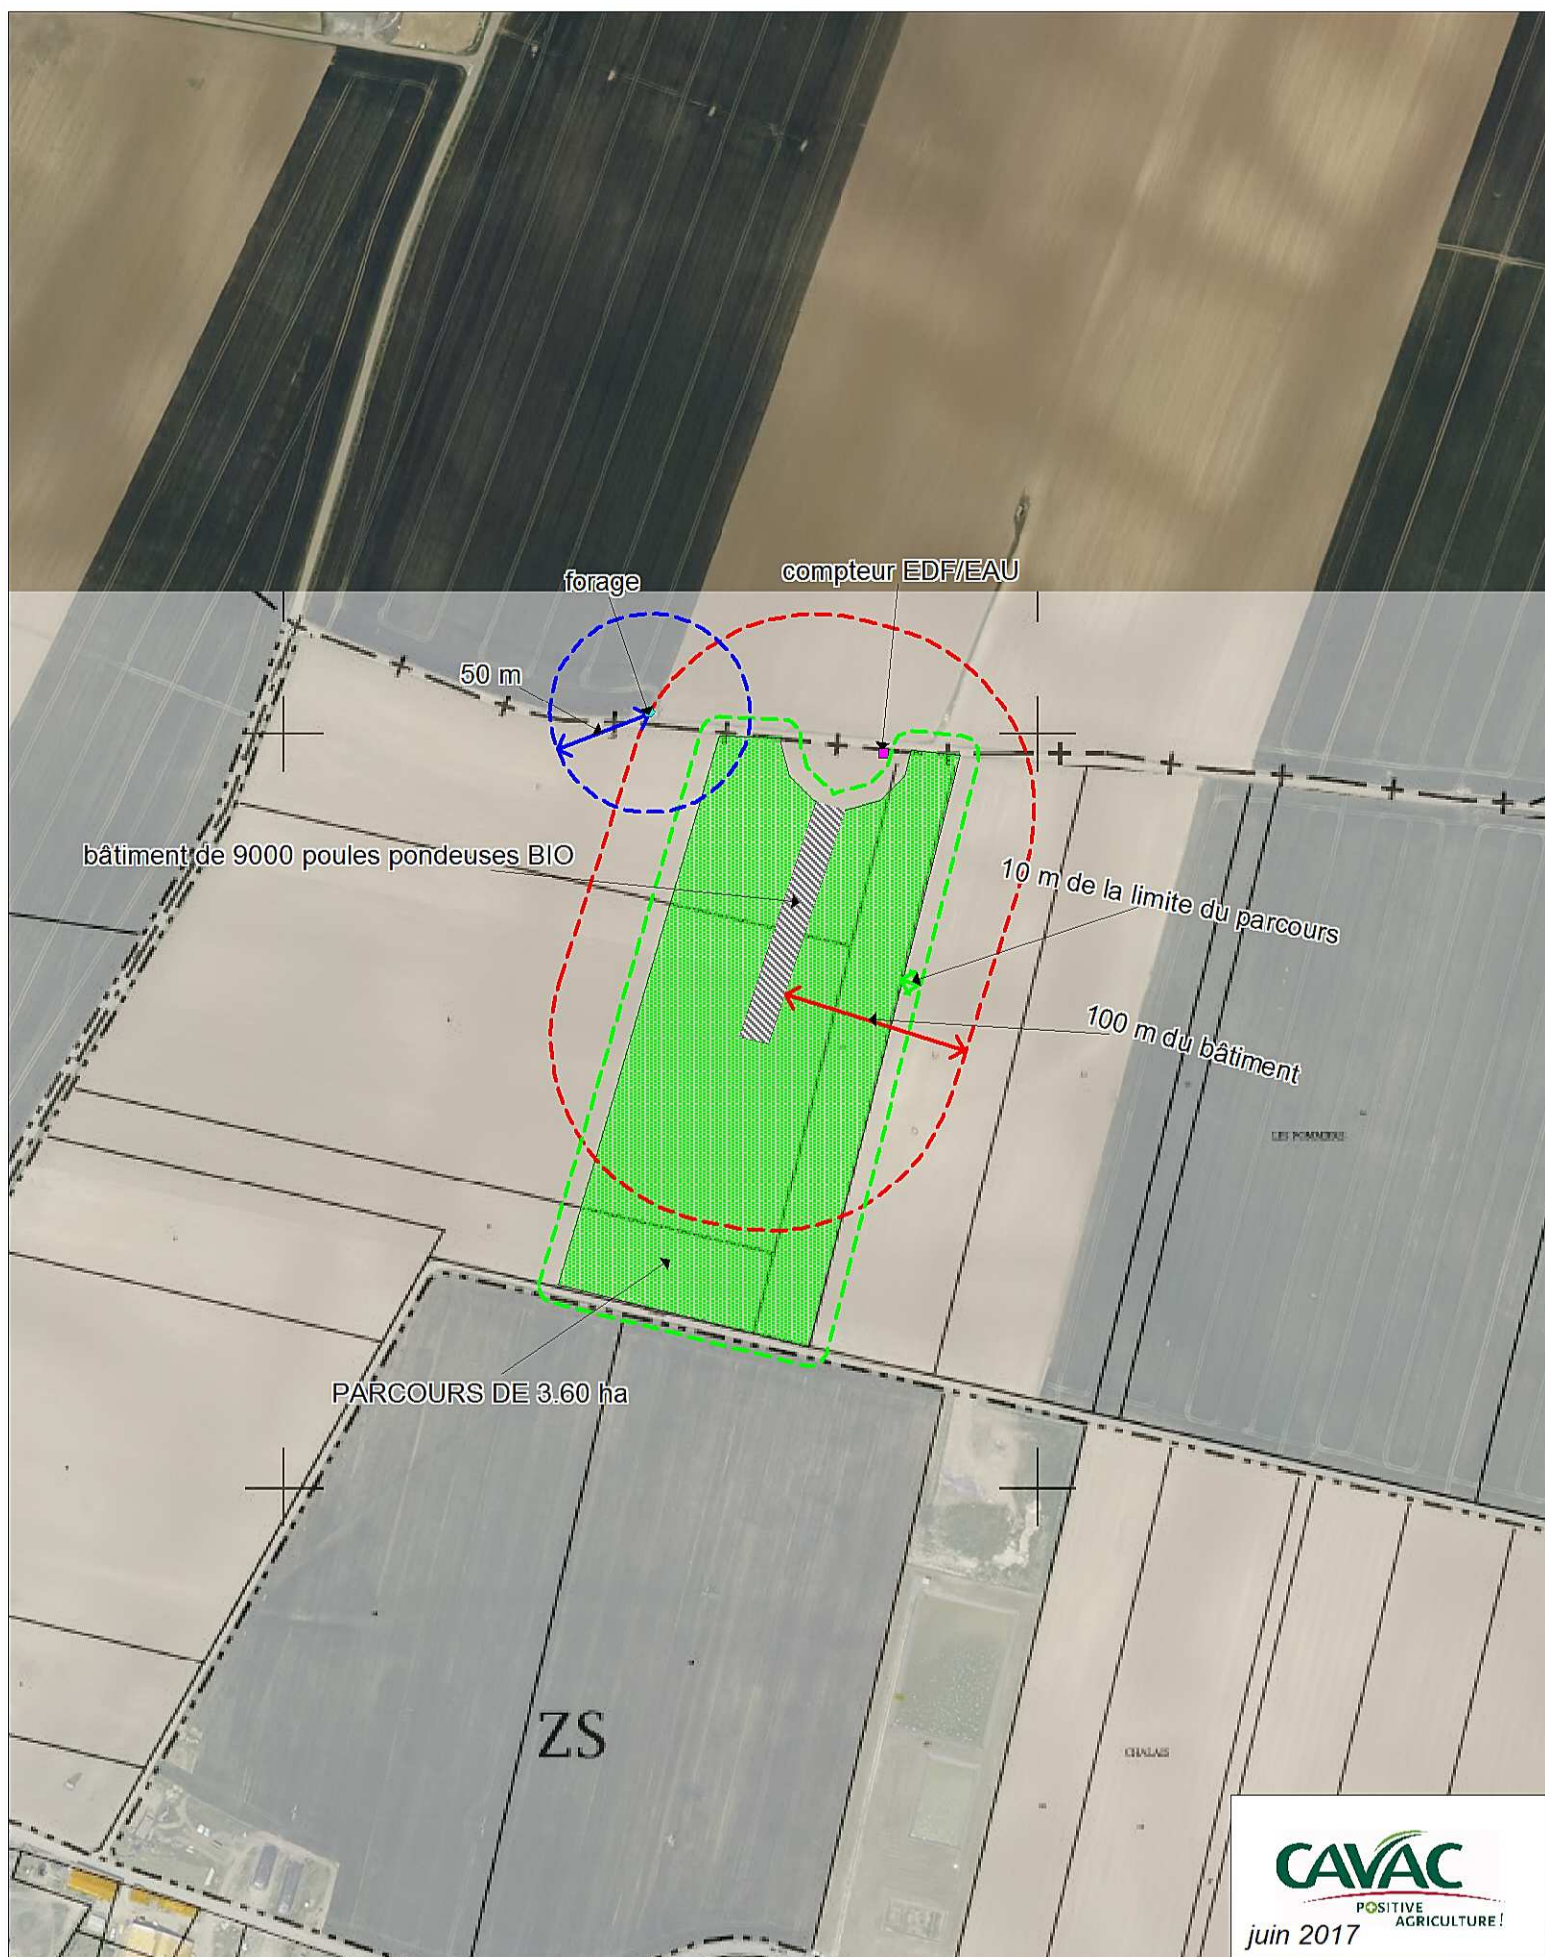 forage
compteur EDF/EAU
50 m
bâtiment de 9000 poules pondeuses BIO
10 m de la limite du parcours
100 m du bâtiment
LES POMMIERS
PARCOURS DE 3.60 ha
ZS
CHALAIS
CAVAC
POSITIVE
AGRICULTURE !
juin 2017